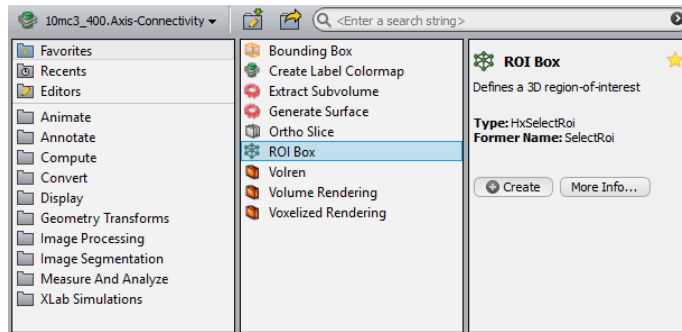 10mc3_400.Axis-Connectivity
<Enter a search string>
Favorites
Recents
Editors
Animate
Annotate
Compute
Convert
Display
Geometry Transforms
Image Processing
Image Segmentation
Measure And Analyze
XLab Simulations
Bounding Box
Create Label Colormap
Extract Subvolume
Generate Surface
Ortho Slice
ROI Box
Volren
Volume Rendering
Voxelized Rendering
ROI Box
Defines a 3D region-of-interest
Type: HxSelectRoi
Former Name: SelectRoi
Create
More Info...